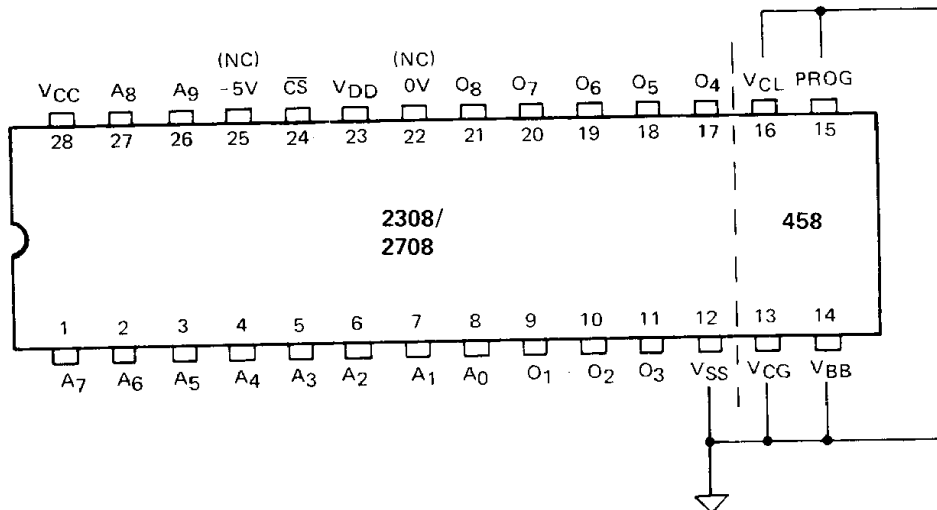 (NC) (NC)
VCC A8 A9 -5V CS VDD 0V O8 O7 O6 O5 O4 VCL PROG
28 27 26 25 24 23 22 21 20 19 18 17 16 15
2308/ 458
2708
1 2 3 4 5 6 7 8 9 10 11 12 13 14
A7 A6 A5 A4 A3 A2 A1 A0 O1 O2 O3 VSS VCG VBB